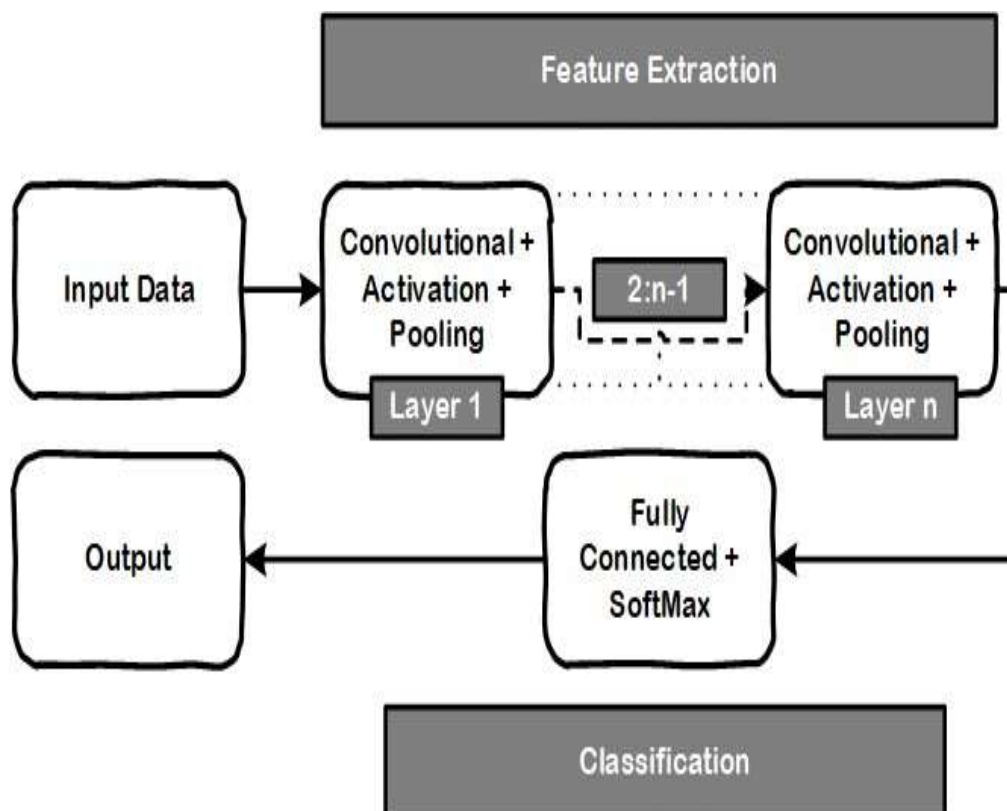 Feature Extraction
Input Data
Convolutional +
Activation +
Pooling
Layer 1
2:n-1
Convolutional +
Activation +
Pooling
Layer n
Fully
Connected +
SoftMax
Output
Classification